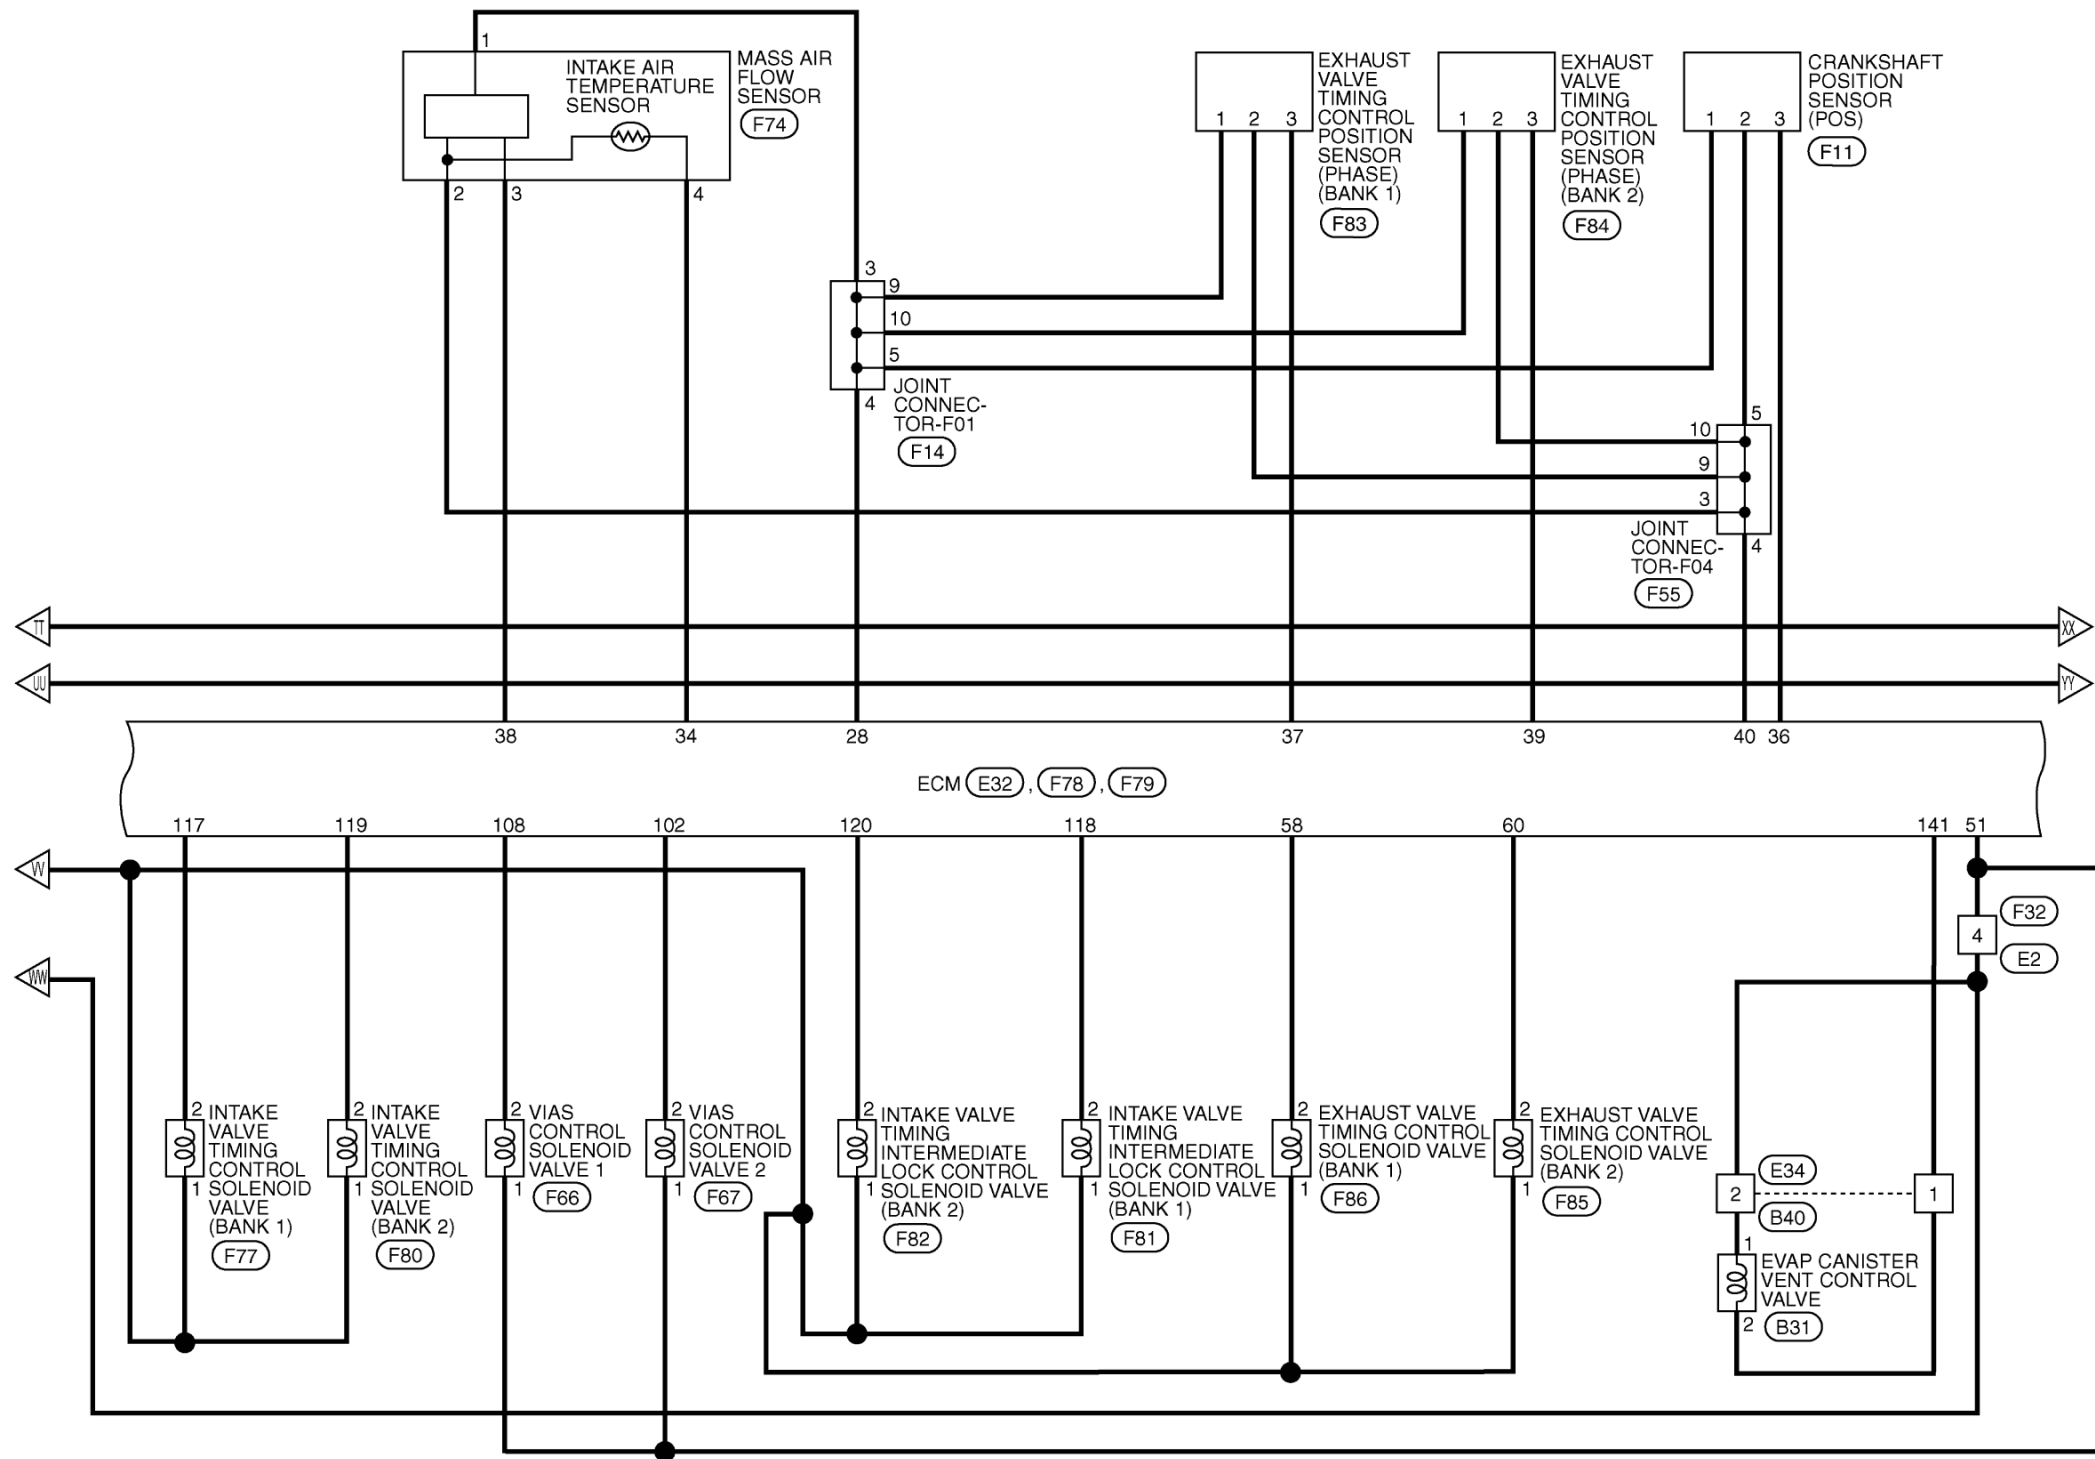 1
INTAKE AIR
TEMPERATURE
SENSOR
MASS AIR
FLOW
SENSOR
F74
2
3
4
EXHAUST
VALVE
TIMING
CONTROL
POSITION
SENSOR
(PHASE)
(BANK 1)
F83
1 2 3
EXHAUST
VALVE
TIMING
CONTROL
POSITION
SENSOR
(PHASE)
(BANK 2)
F84
1 2 3
CRANKSHAFT
POSITION
SENSOR
(POS)
F11
1 2 3
3
9
10
5
4
JOINT
CONNEC-
TOR-F01
F14
5
10
9
3
4
JOINT
CONNEC-
TOR-F04
F55
TT
XX
UU
YY
38 34 28 37 39 40 36
ECM E32 , F78 , F79
117 119 108 102 120 118 58 60 141 51
VV
WW
F32
4
E2
2
INTAKE
VALVE
TIMING
CONTROL
SOLENOID
VALVE
(BANK 1)
1
F77
2
INTAKE
VALVE
TIMING
CONTROL
SOLENOID
VALVE
(BANK 2)
1
F80
2
VIAS
CONTROL
SOLENOID
VALVE 1
1
F66
2
VIAS
CONTROL
SOLENOID
VALVE 2
1
F67
2
INTAKE VALVE
TIMING
INTERMEDIATE
LOCK CONTROL
SOLENOID VALVE
(BANK 2)
1
F82
2
INTAKE VALVE
TIMING
INTERMEDIATE
LOCK CONTROL
SOLENOID VALVE
(BANK 1)
1
F81
2
EXHAUST VALVE
TIMING CONTROL
SOLENOID VALVE
(BANK 1)
1
F86
2
EXHAUST VALVE
TIMING CONTROL
SOLENOID VALVE
(BANK 2)
1
F85
E34
2
1
B40
1
EVAP CANISTER
VENT CONTROL
VALVE
2
B31